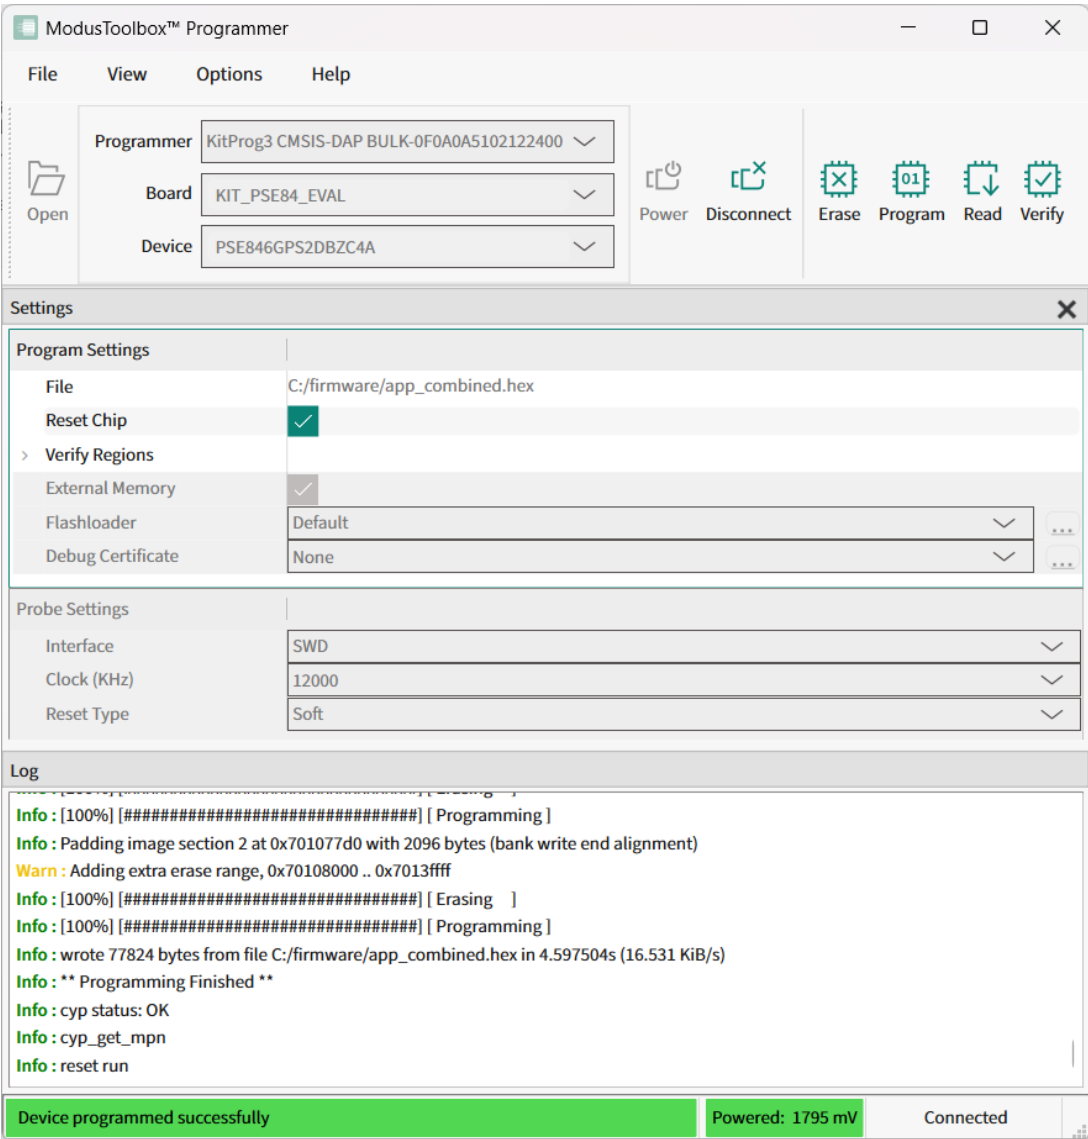 ModusToolbox™ Programmer
File View Options Help
Open
Programmer KitProg3 CMSIS-DAP BULK-0F0A0A5102122400
Board KIT_PSE84_EVAL
Device PSE846GPS2DBZC4A
Power Disconnect Erase Program Read Verify
Settings
Program Settings
File C:/firmware/app_combined.hex
Reset Chip
Verify Regions
External Memory
Flashloader Default ...
Debug Certificate None ...
Probe Settings
Interface SWD
Clock (KHz) 12000
Reset Type Soft
Log
Info : [100%] [################################] [ Programming ]
Info : Padding image section 2 at 0x701077d0 with 2096 bytes (bank write end alignment)
Warn : Adding extra erase range, 0x70108000 .. 0x7013ffff
Info : [100%] [################################] [ Erasing ]
Info : [100%] [################################] [ Programming ]
Info : wrote 77824 bytes from file C:/firmware/app_combined.hex in 4.597504s (16.531 KiB/s)
Info : ** Programming Finished **
Info : cyp status: OK
Info : cyp_get_mpn
Info : reset run
Device programmed successfully Powered: 1795 mV Connected